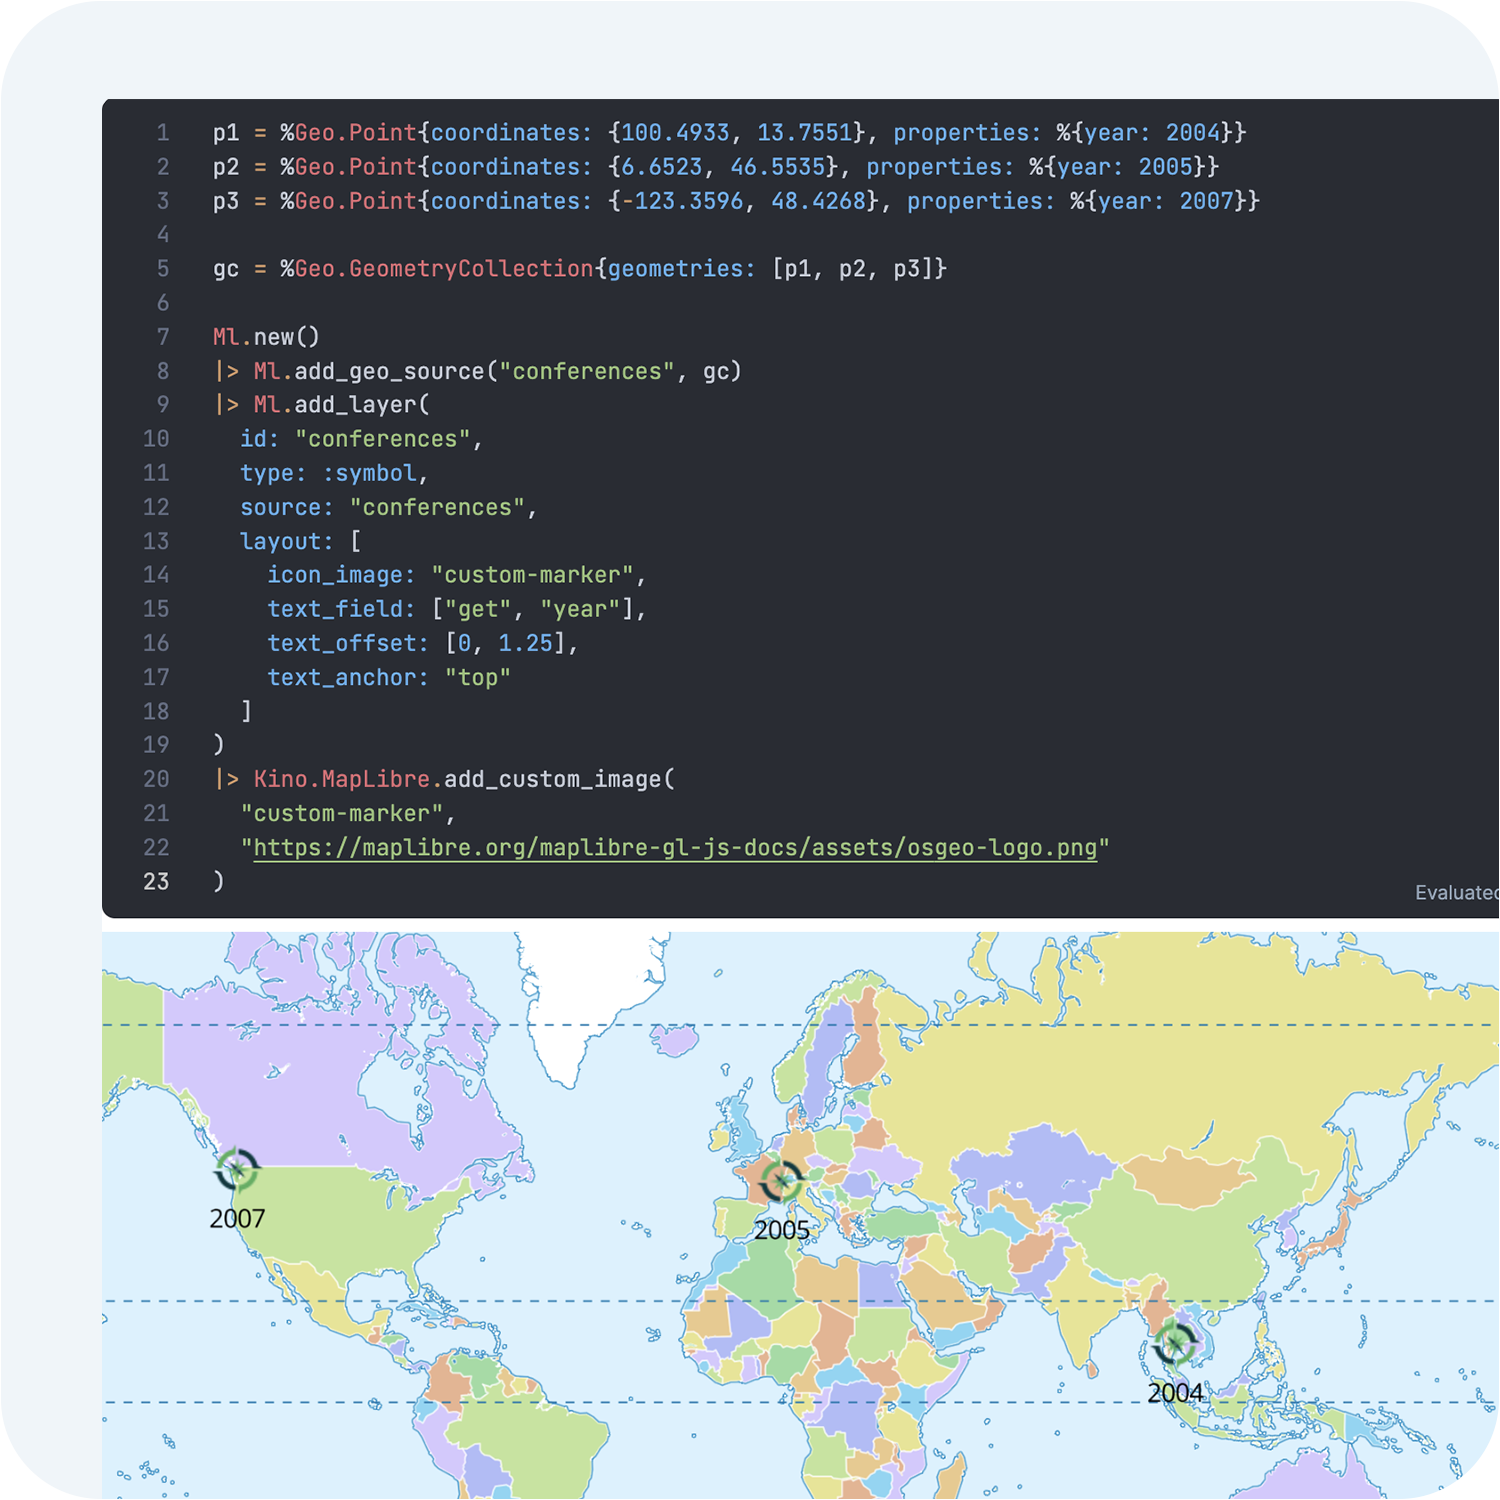 1 p1 = %Geo.Point{coordinates: {100.4933, 13.7551}, properties: %{year: 2004}}
2 p2 = %Geo.Point{coordinates: {6.6523, 46.5535}, properties: %{year: 2005}}
3 p3 = %Geo.Point{coordinates: {-123.3596, 48.4268}, properties: %{year: 2007}}
4
5 gc = %Geo.GeometryCollection{geometries: [p1, p2, p3]}
6
7 Ml.new()
8 |> Ml.add_geo_source("conferences", gc)
9 |> Ml.add_layer(
10 id: "conferences",
11 type: :symbol,
12 source: "conferences",
13 layout: [
14 icon_image: "custom-marker",
15 text_field: ["get", "year"],
16 text_offset: [0, 1.25],
17 text_anchor: "top"
18 ]
19 )
20 |> Kino.MapLibre.add_custom_image(
21 "custom-marker",
22 "https://maplibre.org/maplibre-gl-js-docs/assets/osgeo-logo.png"
23 )
Evaluated
2007
2005
2004